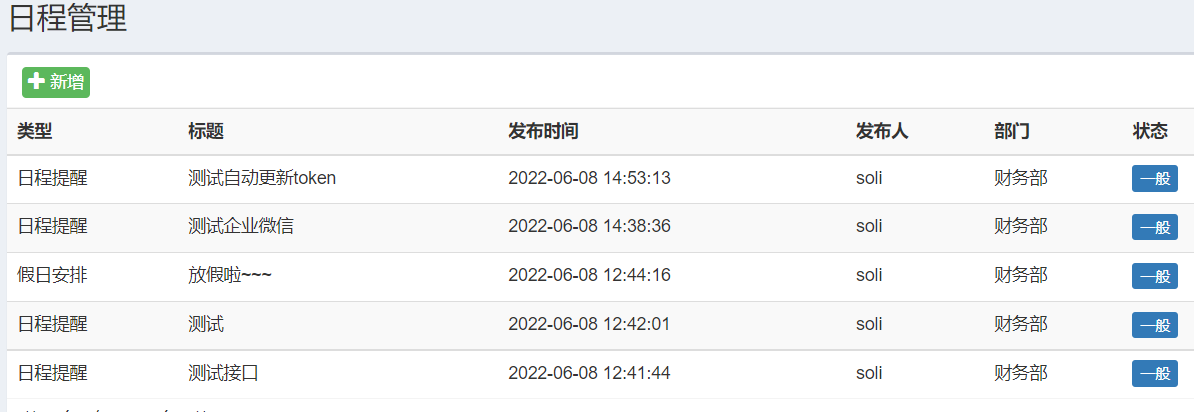 日程管理
新增
类型 标题 发布时间 发布人 部门 状态
日程提醒 测试自动更新token 2022-06-08 14:53:13 soli 财务部 一般
日程提醒 测试企业微信 2022-06-08 14:38:36 soli 财务部 一般
假日安排 放假啦~~~ 2022-06-08 12:44:16 soli 财务部 一般
日程提醒 测试 2022-06-08 12:42:01 soli 财务部 一般
日程提醒 测试接口 2022-06-08 12:41:44 soli 财务部 一般